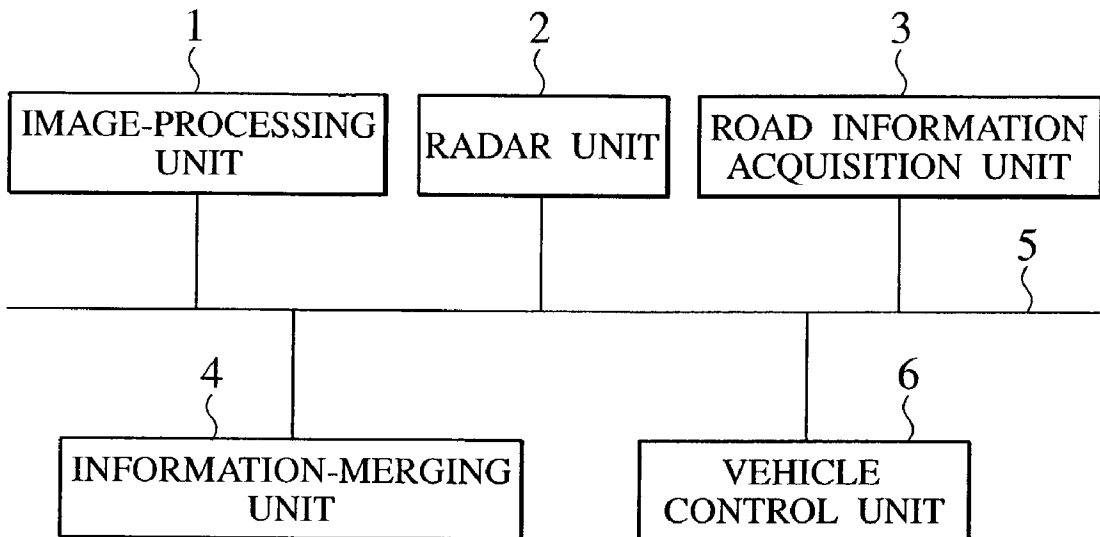 1
2
3
IMAGE-PROCESSING
UNIT
RADAR UNIT
ROAD INFORMATION
ACQUISITION UNIT
5
4
6
INFORMATION-MERGING
UNIT
VEHICLE
CONTROL UNIT